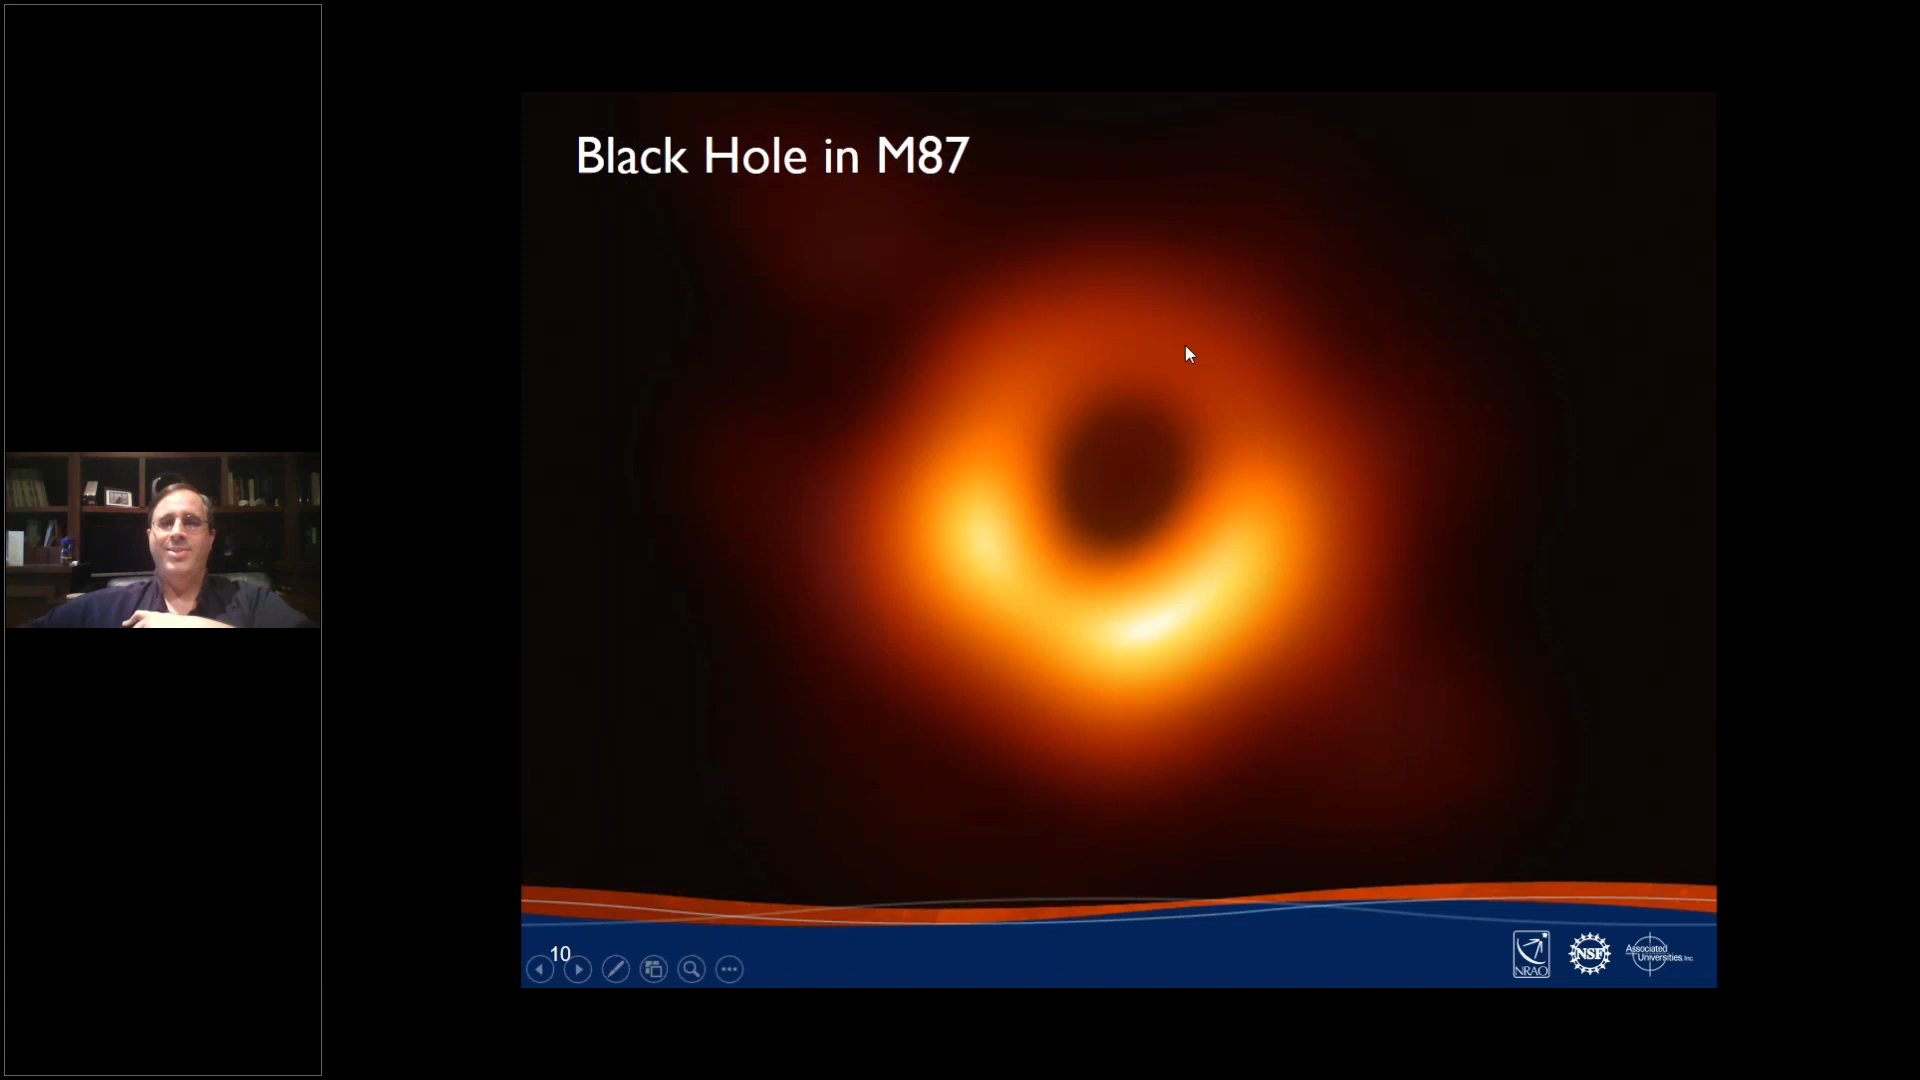 Black Hole in M87
10
NRAO
NSF
Associated
Universities, Inc.